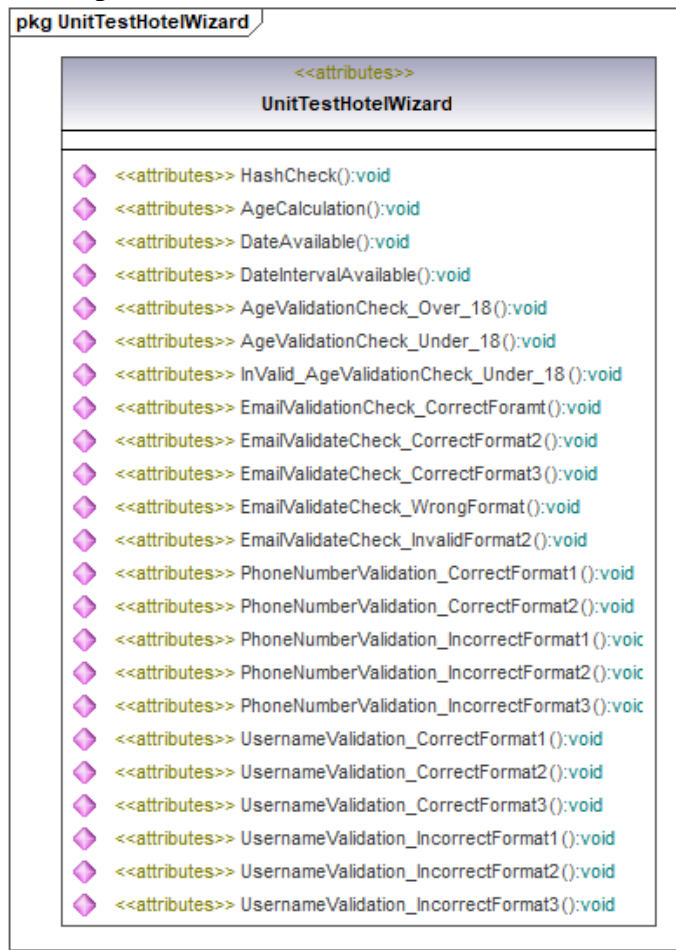 pkg UnitTestHotelWizard
<<attributes>>
UnitTestHotelWizard
<<attributes>> HashCheck():void
<<attributes>> AgeCalculation():void
<<attributes>> DateAvailable():void
<<attributes>> DateIntervalAvailable():void
<<attributes>> AgeValidationCheck_Over_18():void
<<attributes>> AgeValidationCheck_Under_18():void
<<attributes>> InValid_AgeValidationCheck_Under_18():void
<<attributes>> EmailValidationCheck_CorrectForamt():void
<<attributes>> EmailValidateCheck_CorrectFormat2():void
<<attributes>> EmailValidateCheck_CorrectFormat3():void
<<attributes>> EmailValidateCheck_WrongFormat():void
<<attributes>> EmailValidateCheck_InvalidFormat2():void
<<attributes>> PhoneNumberValidation_CorrectFormat1():void
<<attributes>> PhoneNumberValidation_CorrectFormat2():void
<<attributes>> PhoneNumberValidation_IncorrectFormat1():voic
<<attributes>> PhoneNumberValidation_IncorrectFormat2():voic
<<attributes>> PhoneNumberValidation_IncorrectFormat3():voic
<<attributes>> UsernameValidation_CorrectFormat1():void
<<attributes>> UsernameValidation_CorrectFormat2():void
<<attributes>> UsernameValidation_CorrectFormat3():void
<<attributes>> UsernameValidation_IncorrectFormat1():void
<<attributes>> UsernameValidation_IncorrectFormat2():void
<<attributes>> UsernameValidation_IncorrectFormat3():void